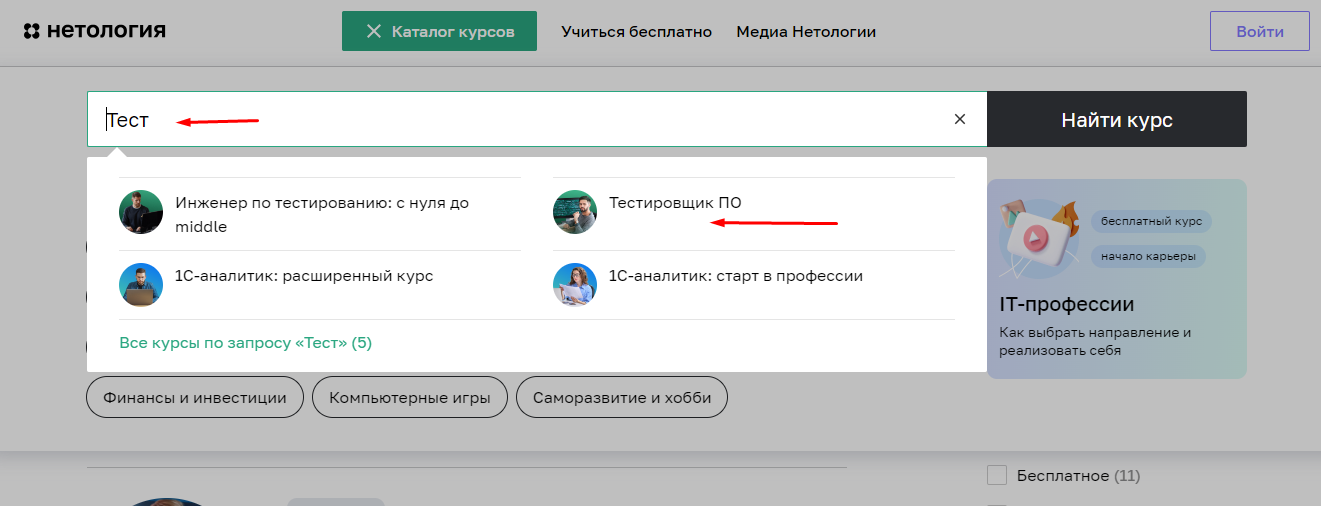 нетология
Каталог курсов
Учиться бесплатно
Медиа Нетологии
Войти
Тест
Найти курс
Инженер по тестированию: с нуля до
middle
Тестировщик ПО
1С-аналитик: расширенный курс
1С-аналитик: старт в профессии
Все курсы по запросу «Тест» (5)
бесплатный курс
начало карьеры
IT-профессии
Как выбрать направление и
реализовать себя
Финансы и инвестиции
Компьютерные игры
Саморазвитие и хобби
Бесплатное (11)